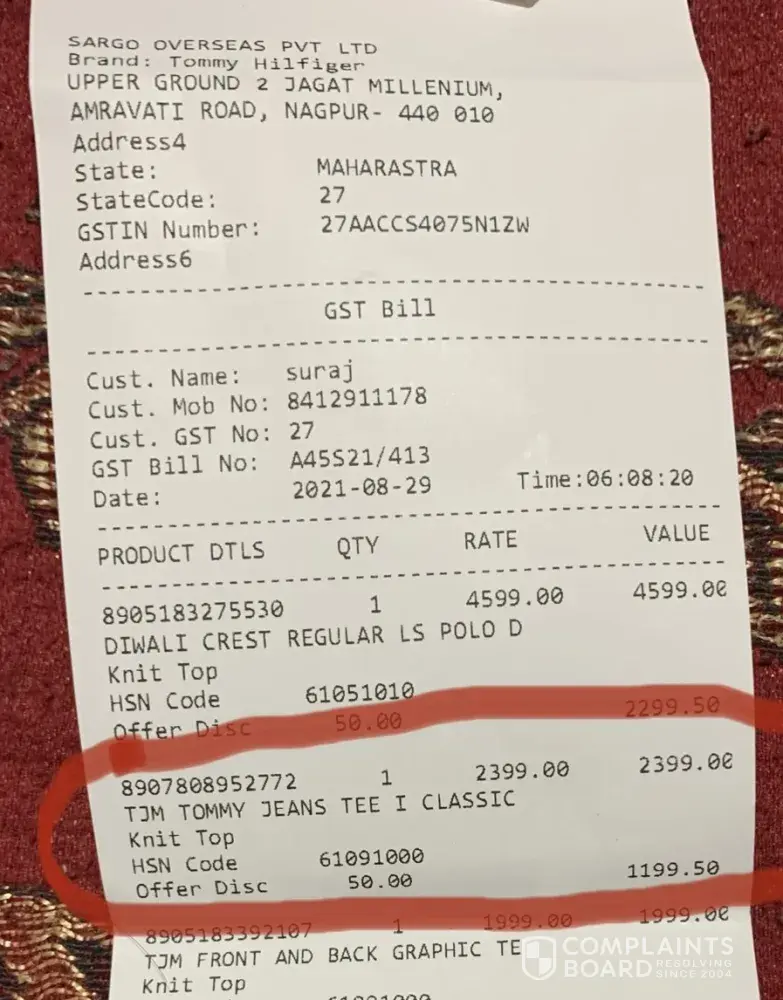 SARGO OVERSEAS PVT LTD
Brand: Tommy Hilfiger
UPPER GROUND 2 JAGAT MILLENIUM,
AMRAVATI ROAD, NAGPUR- 440 010
Address4
State: MAHARASTRA
StateCode: 27
GSTIN Number: 27AACCS4075N1ZW
Address6
GST Bill
Cust. Name: suraj
Cust. Mob No: 8412911178
Cust. GST No: 27
GST Bill No: A45S21/413
Date: 2021-08-29 Time:06:08:20
PRODUCT DTLS QTY RATE VALUE
8905183275530 1 4599.00 4599.00
DIWALI CREST REGULAR LS POLO D
Knit Top
HSN Code 61051010
Offer Disc 50.00 2299.50
8907808952772 1 2399.00 2399.00
TJM TOMMY JEANS TEE I CLASSIC
Knit Top
HSN Code 61091000
Offer Disc 50.00 1199.50
8905183392107 1 1999.00 1999.00
TJM FRONT AND BACK GRAPHIC TE
Knit Top
61091000
COMPLAINTS
BOARD RESOLVING
SINCE 2004